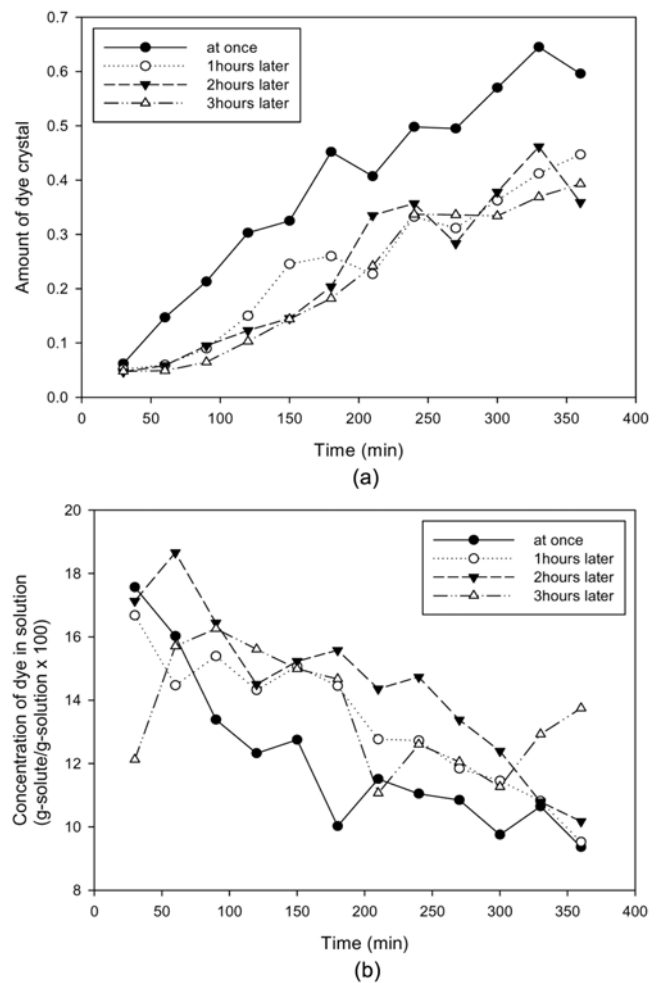 0.7
0.6
0.5
0.4
0.3
0.2
0.1
0.0
Amount of dye crystal
at once
1hours later
2hours later
3hours later
0 50 100 150 200 250 300 350 400
Time (min)
(a)
20
18
16
14
12
10
8
Concentration of dye in solution
(g-solute/g-solution x 100)
at once
1hours later
2hours later
3hours later
0 50 100 150 200 250 300 350 400
Time (min)
(b)